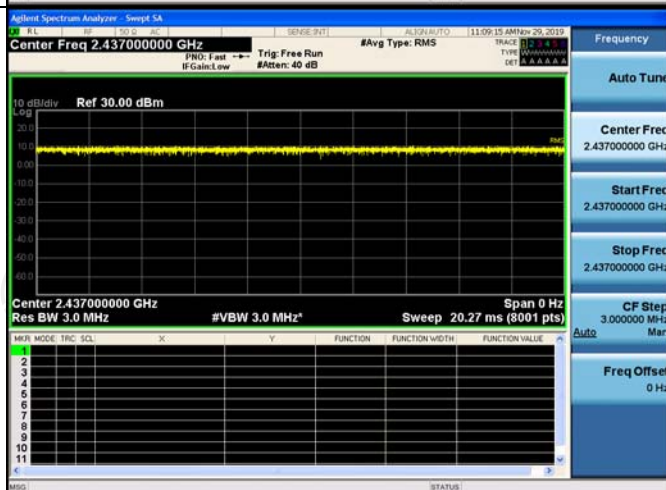 Agilent Spectrum Analyzer - Swept SA
RL RF 50 Ω AC SENSE:INT ALIGN AUTO 11:09:15 AM Nov 29, 2019
Center Freq 2.437000000 GHz #Avg Type: RMS TRACE 1 2 3 4 5 6 Frequency
PNO: Fast Trig: Free Run TYPE
IFGain:Low #Atten: 40 dB DET A A A A A A
Auto Tune
10 dB/div Ref 30.00 dBm
Log
20.0
10.0
0.00
-10.0
-20.0
-30.0
-40.0
-50.0
-60.0
RMS
Center Freq
2.437000000 GHz
Start Freq
2.437000000 GHz
Stop Freq
2.437000000 GHz
Center 2.437000000 GHz Span 0 Hz
Res BW 3.0 MHz #VBW 3.0 MHz* Sweep 20.27 ms (8001 pts)
CF Step
3.000000 MHz
Auto Man
MKR MODE TRC SCL X Y FUNCTION FUNCTION WIDTH FUNCTION VALUE
1
2
3
4
5
6
7
8
9
10
11
Freq Offset
0 Hz
MSG STATUS